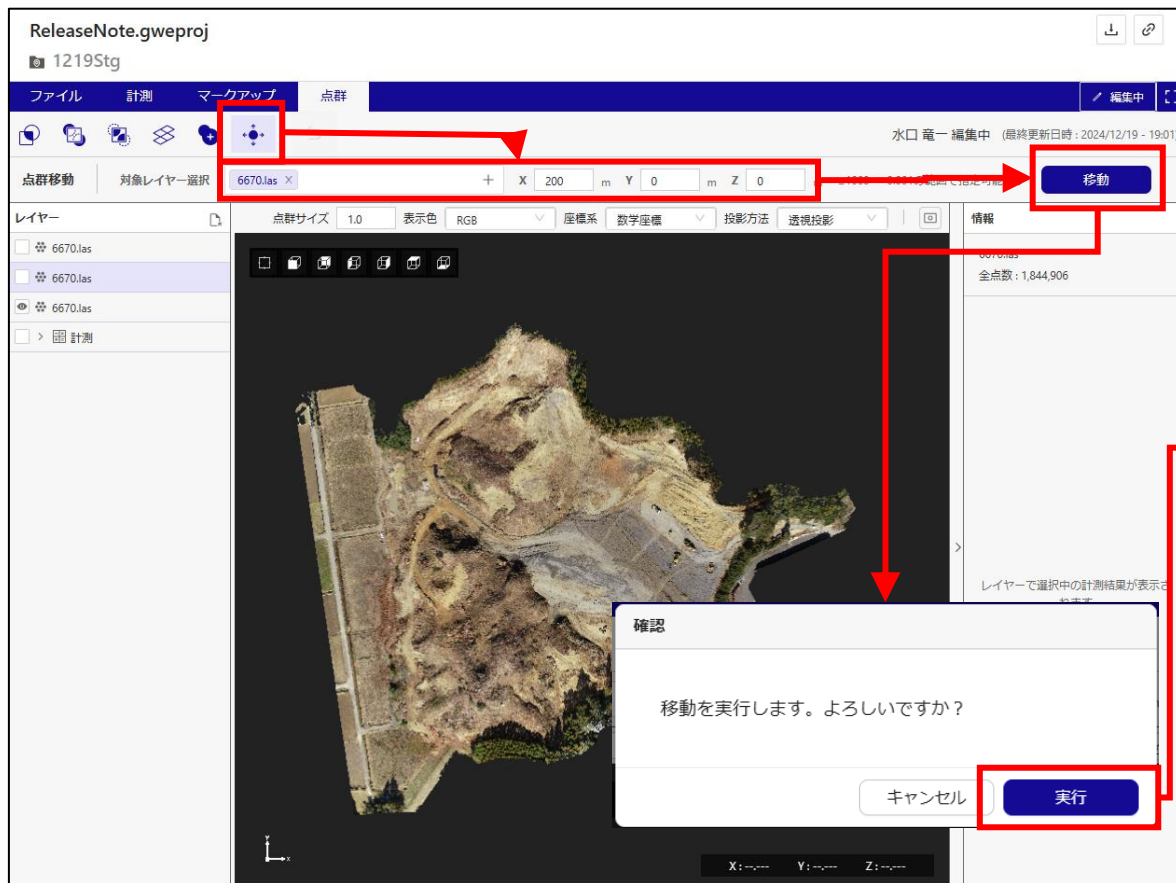 ReleaseNote.gweproj
1219Stg
ファイル 計測 マークアップ 点群 編集中
水口 竜一 編集中 (最終更新日時 : 2024/12/19 - 19:01
点群移動 対象レイヤー選択 6670.las × + X 200 m Y 0 m Z 0 移動
レイヤー 点群サイズ 1.0 表示色 RGB 座標系 数学座標 投影方法 透視投影 情報
6670.las
6670.las
6670.las
計測
6670.las
全点数 : 1,844,906
レイヤーで選択中の計測結果が表示さ
れます
確認
移動を実行します。よろしいですか？
キャンセル 実行
Y
X
X : --.--- Y : --.--- Z : --.---